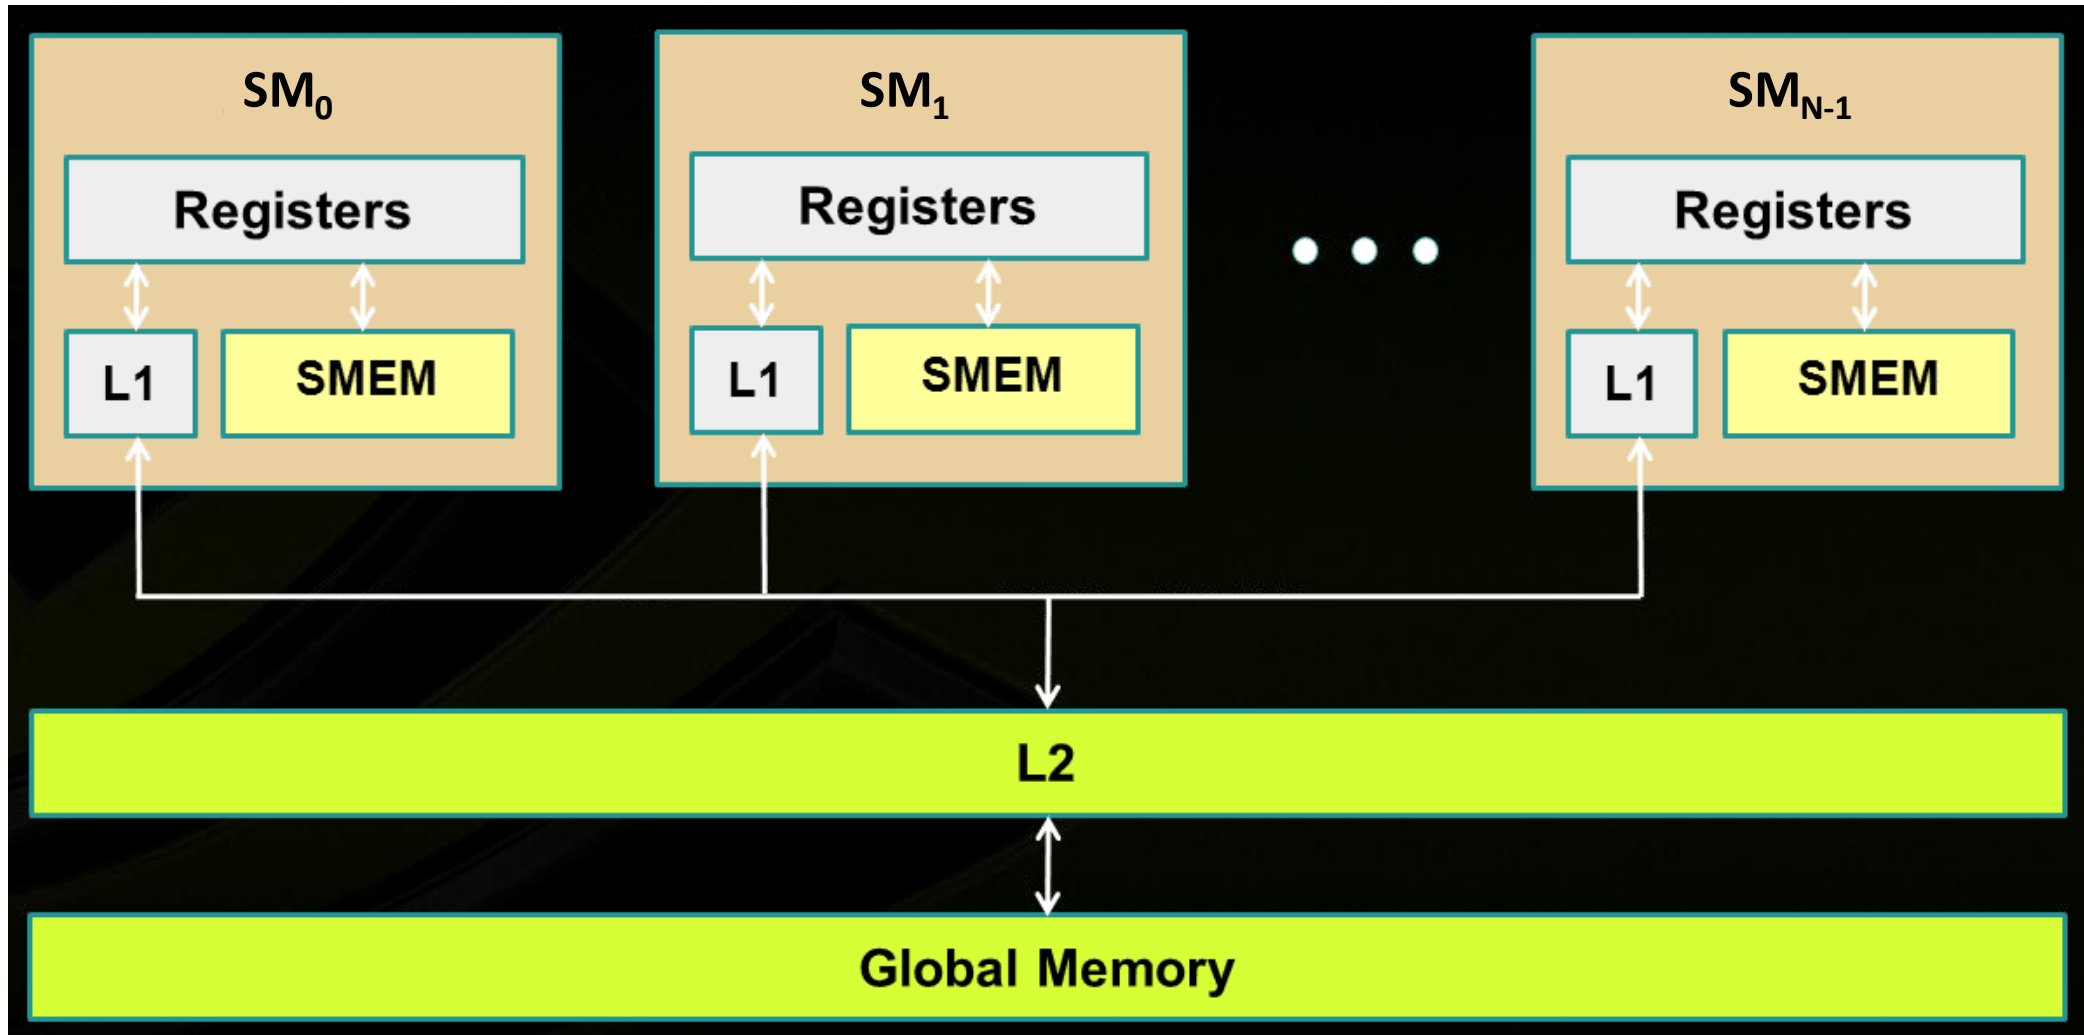 SM0 SM1 SMN-1
Registers Registers Registers
L1 SMEM L1 SMEM L1 SMEM
L2
Global Memory